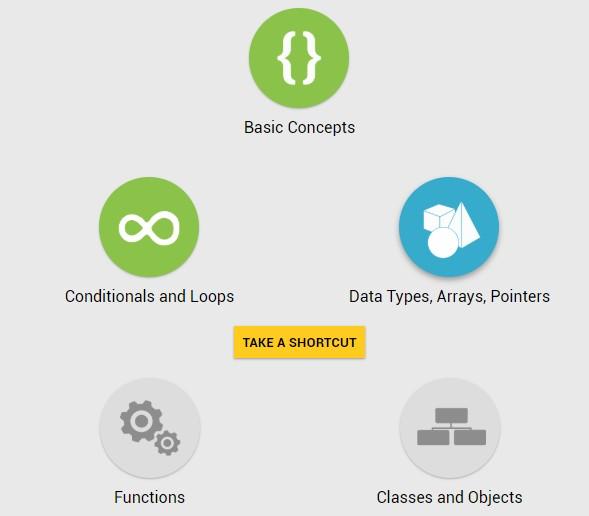 {}
Basic Concepts
Conditionals and Loops
Data Types, Arrays, Pointers
TAKE A SHORTCUT
Functions
Classes and Objects